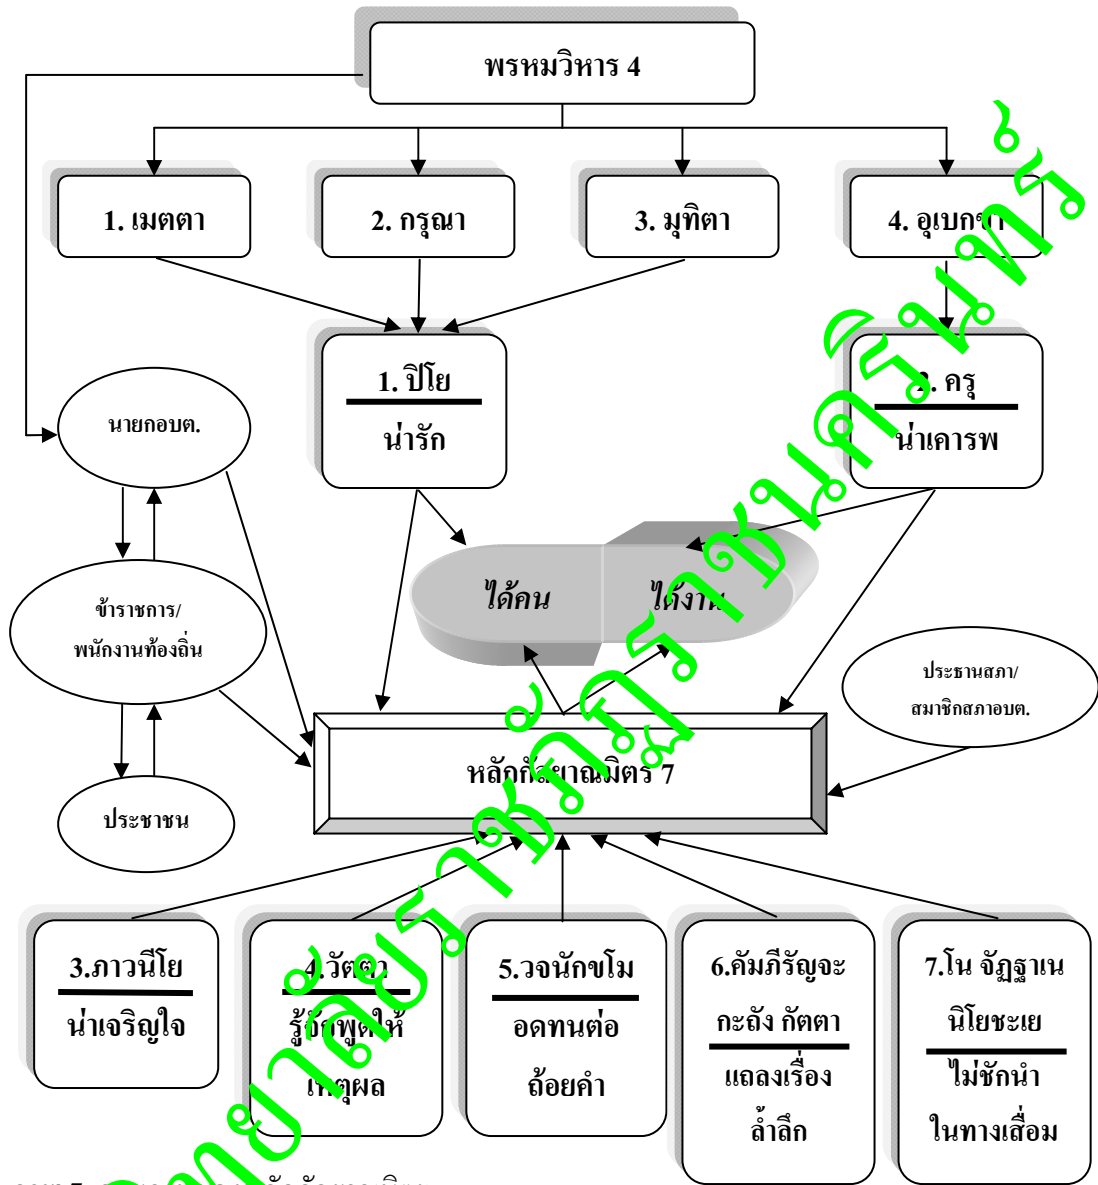 พรหมวิหาร 4
1. เมตตา
2. กรุณา
3. มุทิตา
4. อุเบกขา
1. ปิโย
น่ารัก
2. ครุ
น่าเคารพ
นายกอบต.
ได้คน
ได้งาน
ข้าราชการ/
พนักงานท้องถิ่น
ประธานสภา/
สมาชิกสภาอบต.
หลักกัลยาณมิตร 7
ประชาชน
3.ภาวนีโย
น่าเจริญใจ
4.วัตตา
รู้จักพูดให้
เหตุผล
5.วจนักขโม
อดทนต่อ
ถ้อยคำ
6.คัมภีรัญจะ
กะถัง กัตตา
แถลงเรื่อง
ล้ำลึก
7.โน จัฏฐาเน
นิโยชะเย
ไม่ชักนำ
ในทางเสื่อม